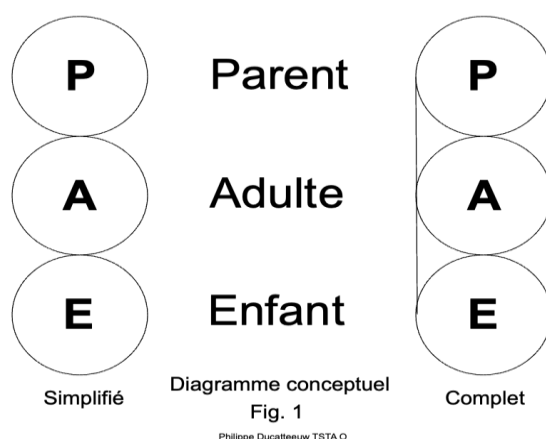 P Parent P
A Adulte A
E Enfant E
Simplifié Diagramme conceptuel Complet
Fig. 1
Philippe Ducatteeuw TSTA O